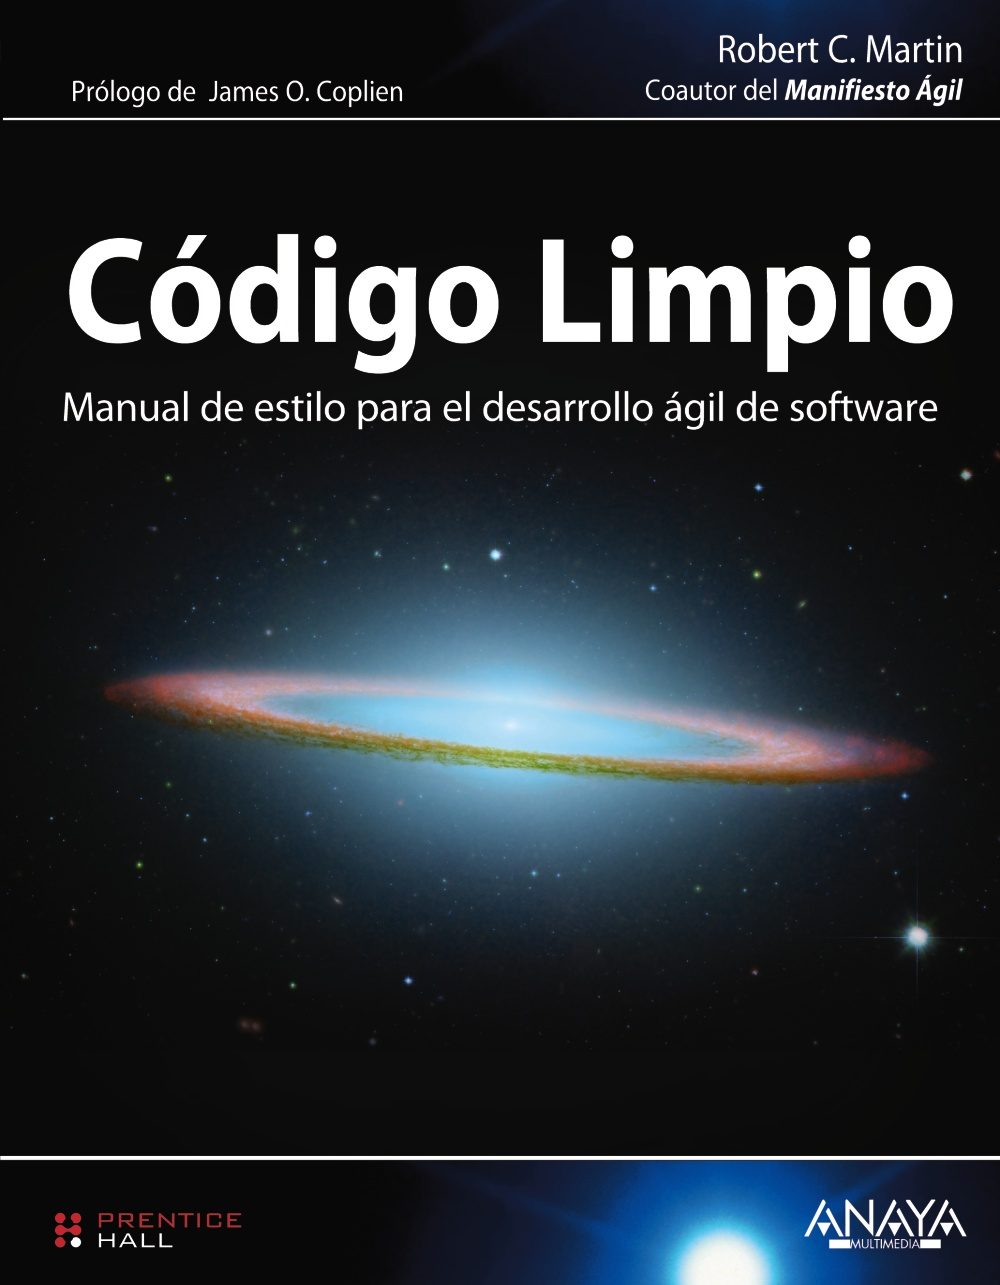 Robert C. Martin
Prólogo de James O. Coplien
Coautor del Manifiesto Ágil
Código Limpio
Manual de estilo para el desarrollo ágil de software
PRENTICE
HALL
ANAYA
MULTIMEDIA